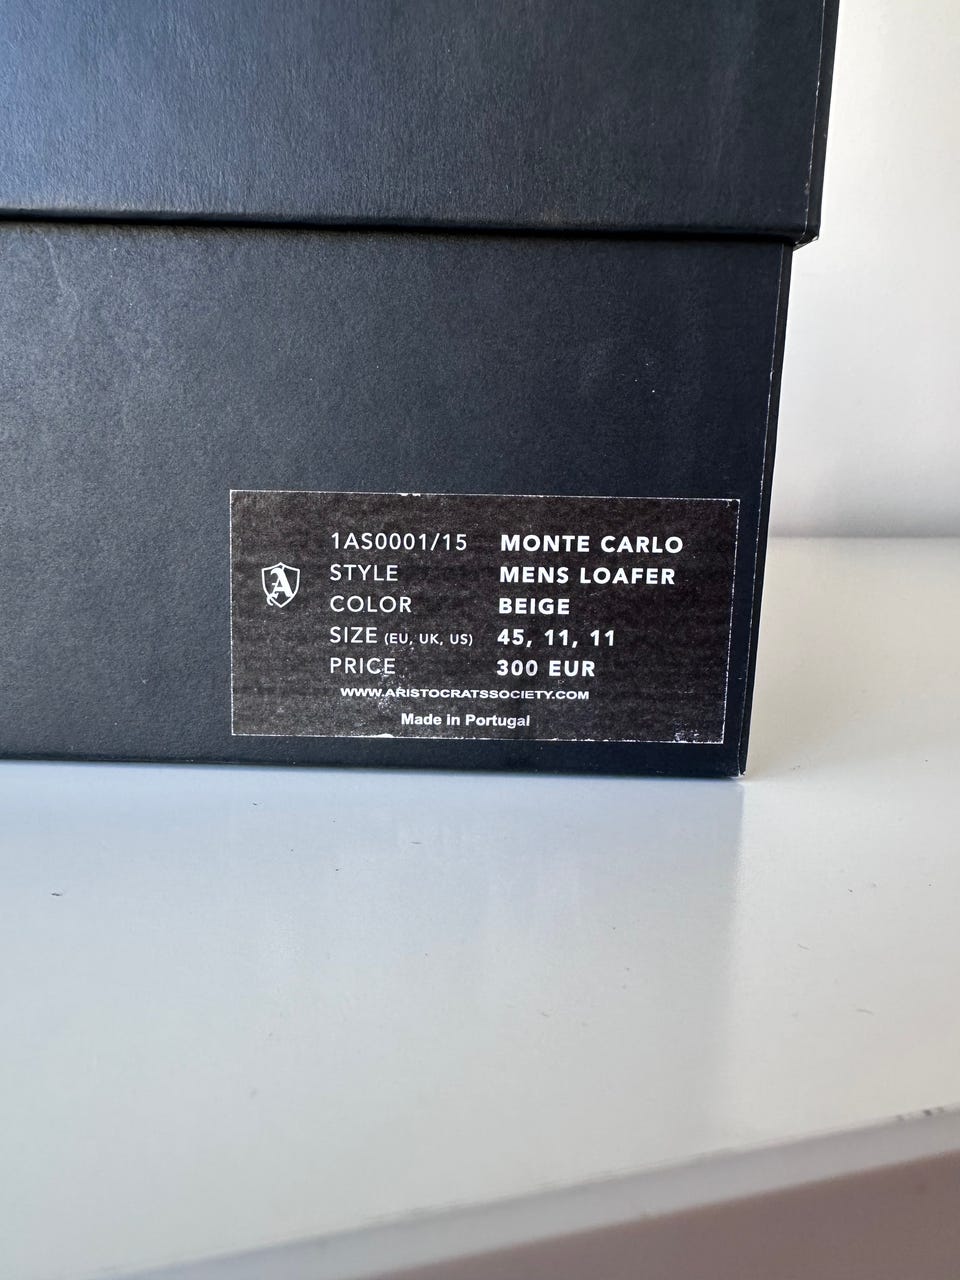 1AS0001/15 MONTE CARLO
STYLE MENS LOAFER
COLOR BEIGE
SIZE (EU, UK, US) 45, 11, 11
PRICE 300 EUR
WWW.ARISTOCRATSSOCIETY.COM
Made in Portugal
A